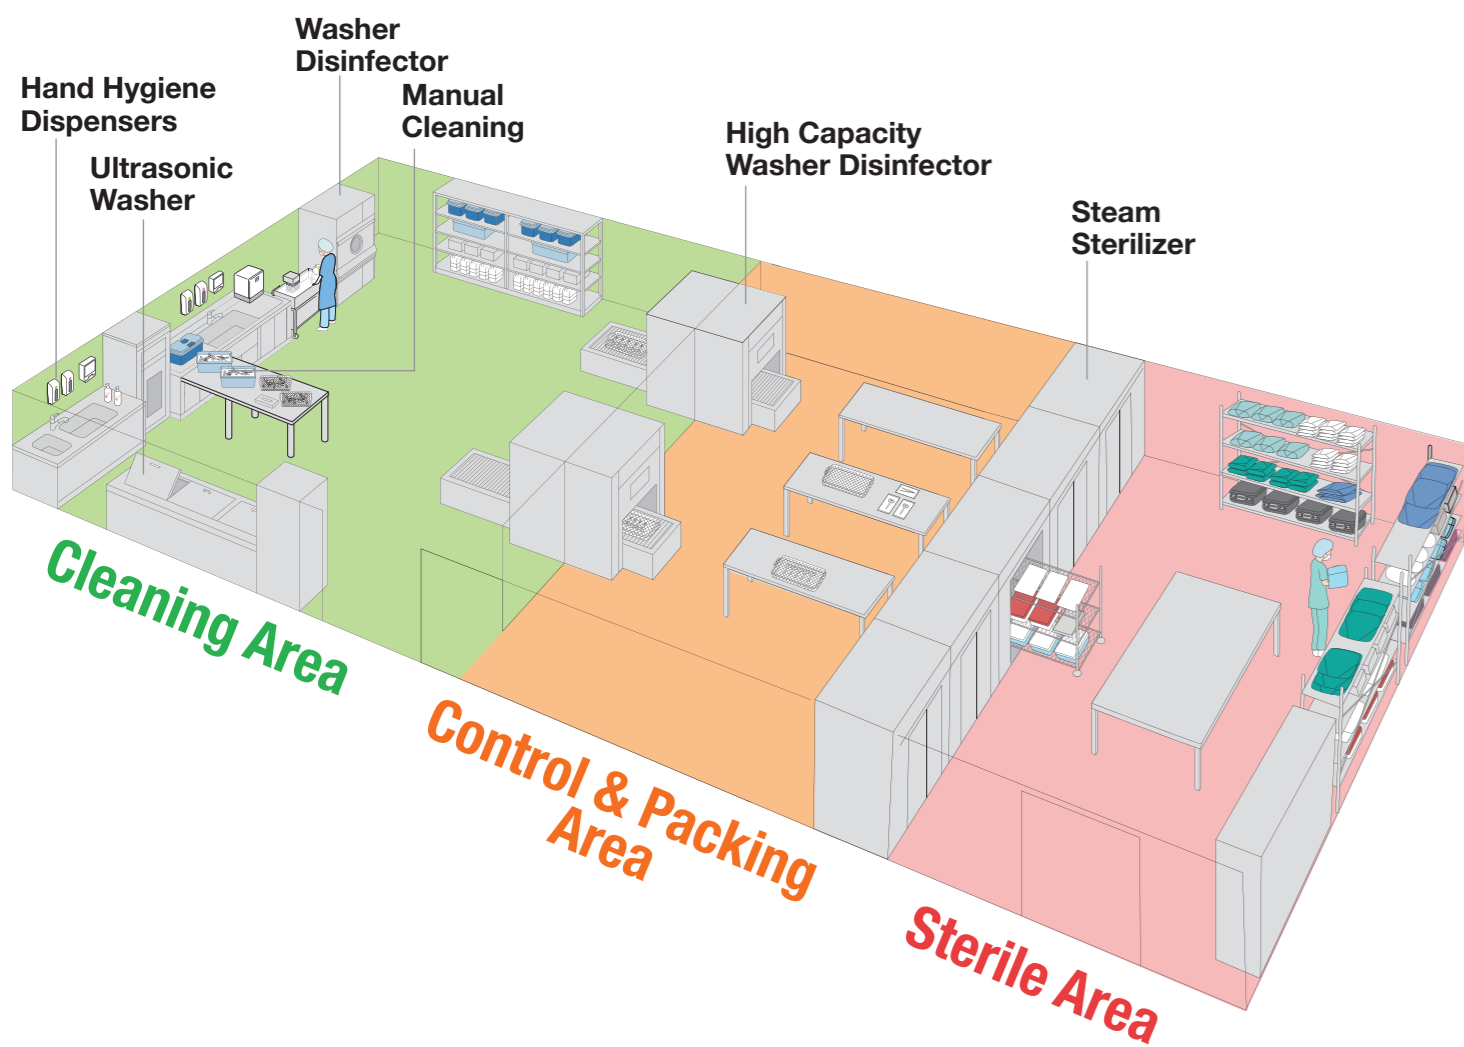 Washer
Disinfector
Hand Hygiene
Dispensers
Manual
Cleaning
Ultrasonic
Washer
High Capacity
Washer Disinfector
Steam
Sterilizer
Cleaning Area
Control & Packing
Area
Sterile Area